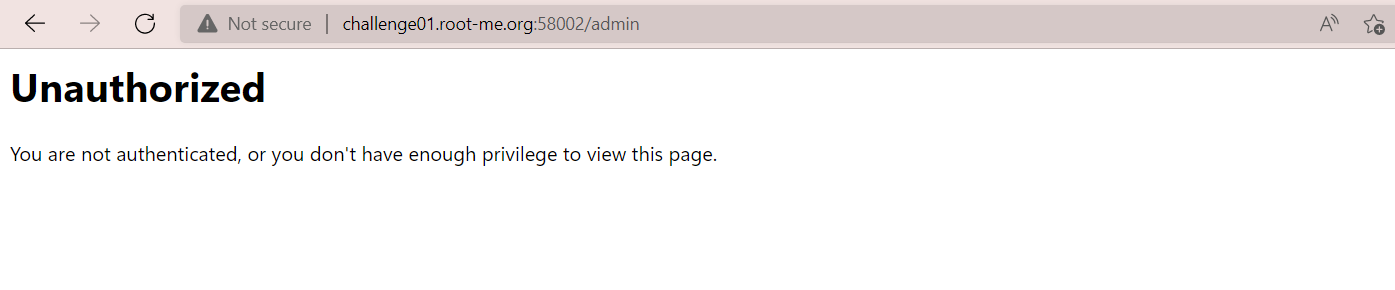 Not secure | challenge01.root-me.org:58002/admin
Unauthorized
You are not authenticated, or you don't have enough privilege to view this page.